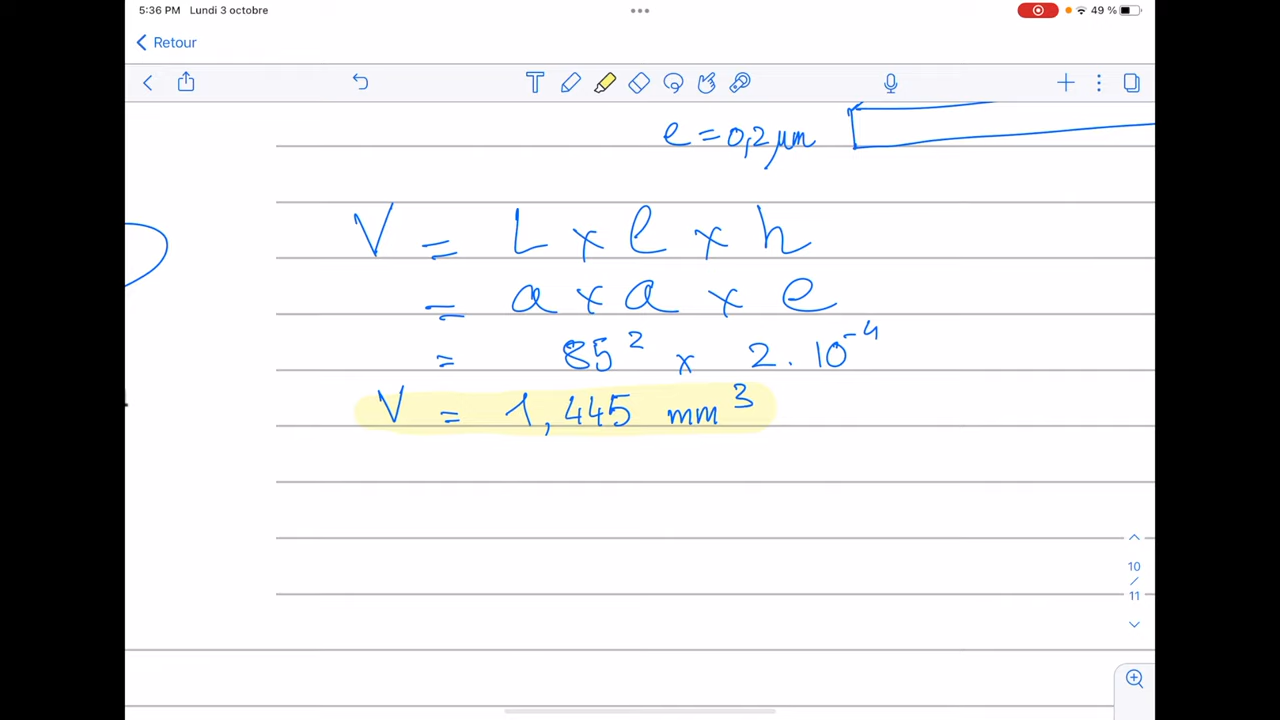 5:36 PM Lundi 3 octobre
49 %
Retour
e = 0,2 μm
V = L x l x h
= a x a x e
= 85² x 2 . 10⁻⁴
V = 1,445 mm³
10
/
11